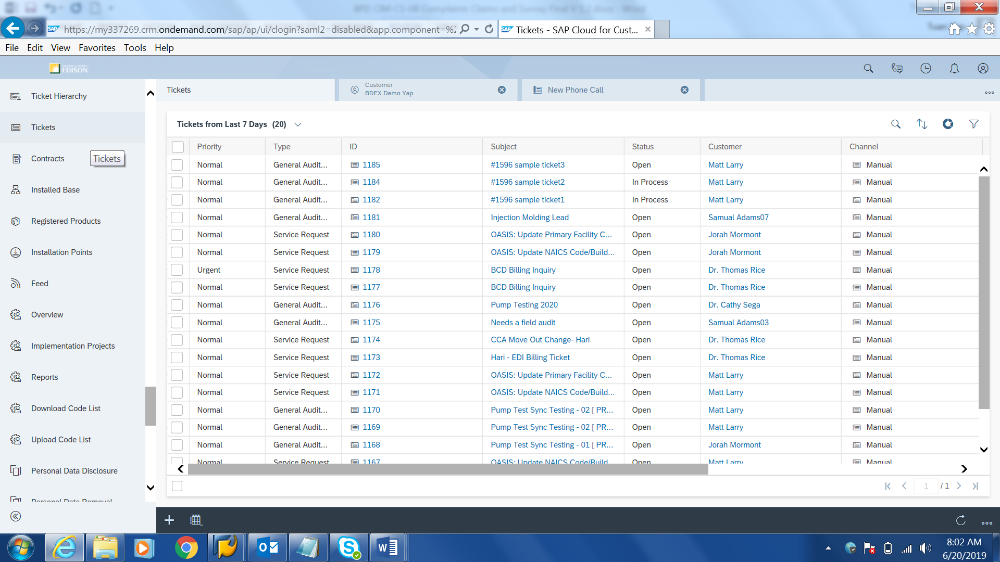 https://my337269.crm.ondemand.com/sap/ap/ui/clogin?saml2=disabled&app.component=%2
Tickets - SAP Cloud for Cust...
File Edit View Favorites Tools Help
EDISON
Ticket Hierarchy
Tickets
Contracts
Tickets
Installed Base
Registered Products
Installation Points
Feed
Overview
Implementation Projects
Reports
Download Code List
Upload Code List
Personal Data Disclosure
Personal Data Removal
Tickets
Customer
BDEX Demo Yap
New Phone Call
Tickets from Last 7 Days (20)
Priority Type ID Subject Status Customer Channel
Normal General Audit... 1185 #1596 sample ticket3 Open Matt Larry Manual
Normal General Audit... 1184 #1596 sample ticket2 In Process Matt Larry Manual
Normal General Audit... 1182 #1596 sample ticket1 In Process Matt Larry Manual
Normal General Audit... 1181 Injection Molding Lead Open Samual Adams07 Manual
Normal Service Request 1180 OASIS: Update Primary Facility C... Open Jorah Mormont Manual
Normal Service Request 1179 OASIS: Update NAICS Code/Build... Open Jorah Mormont Manual
Urgent Service Request 1178 BCD Billing Inquiry Open Dr. Thomas Rice Manual
Normal Service Request 1177 BCD Billing Inquiry Open Dr. Thomas Rice Manual
Normal General Audit... 1176 Pump Testing 2020 Open Dr. Cathy Sega Manual
Normal General Audit... 1175 Needs a field audit Open Samual Adams03 Manual
Normal Service Request 1174 CCA Move Out Change- Hari Open Dr. Thomas Rice Manual
Normal Service Request 1173 Hari - EDI Billing Ticket Open Dr. Thomas Rice Manual
Normal Service Request 1172 OASIS: Update Primary Facility C... Open Matt Larry Manual
Normal Service Request 1171 OASIS: Update NAICS Code/Build... Open Matt Larry Manual
Normal General Audit... 1170 Pump Test Sync Testing - 02 [ PR... Open Matt Larry Manual
Normal General Audit... 1169 Pump Test Sync Testing - 02 [ PR... Open Matt Larry Manual
Normal General Audit... 1168 Pump Test Sync Testing - 01 [ PR... Open Jorah Mormont Manual
Normal Service Request 1167 OASIS: Update NAICS Code/Build Open Matt Larry Manual
1 / 1
8:02 AM
6/20/2019